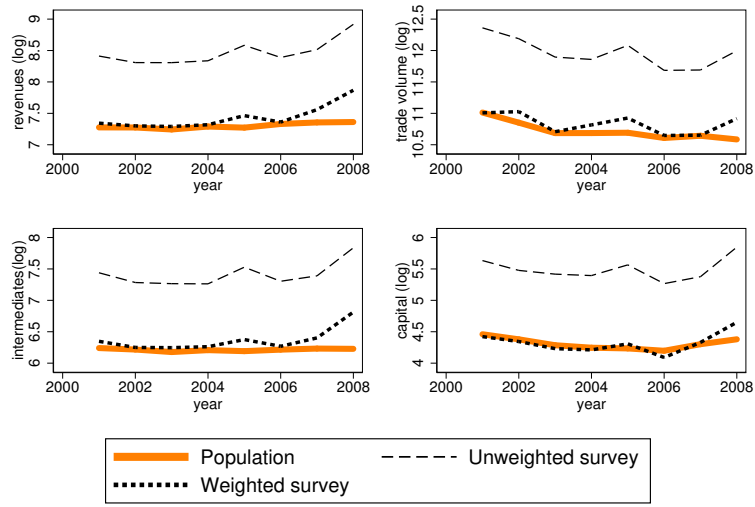 revenues (log)
7 7.5 8 8.5 9
2000 2002 2004 2006 2008
year
trade volume (log)
10.5 11 11.5 12 12.5
2000 2002 2004 2006 2008
year
intermediates(log)
6 6.5 7 7.5 8
2000 2002 2004 2006 2008
year
capital (log)
4 4.5 5 5.5 6
2000 2002 2004 2006 2008
year
Population Unweighted survey
Weighted survey